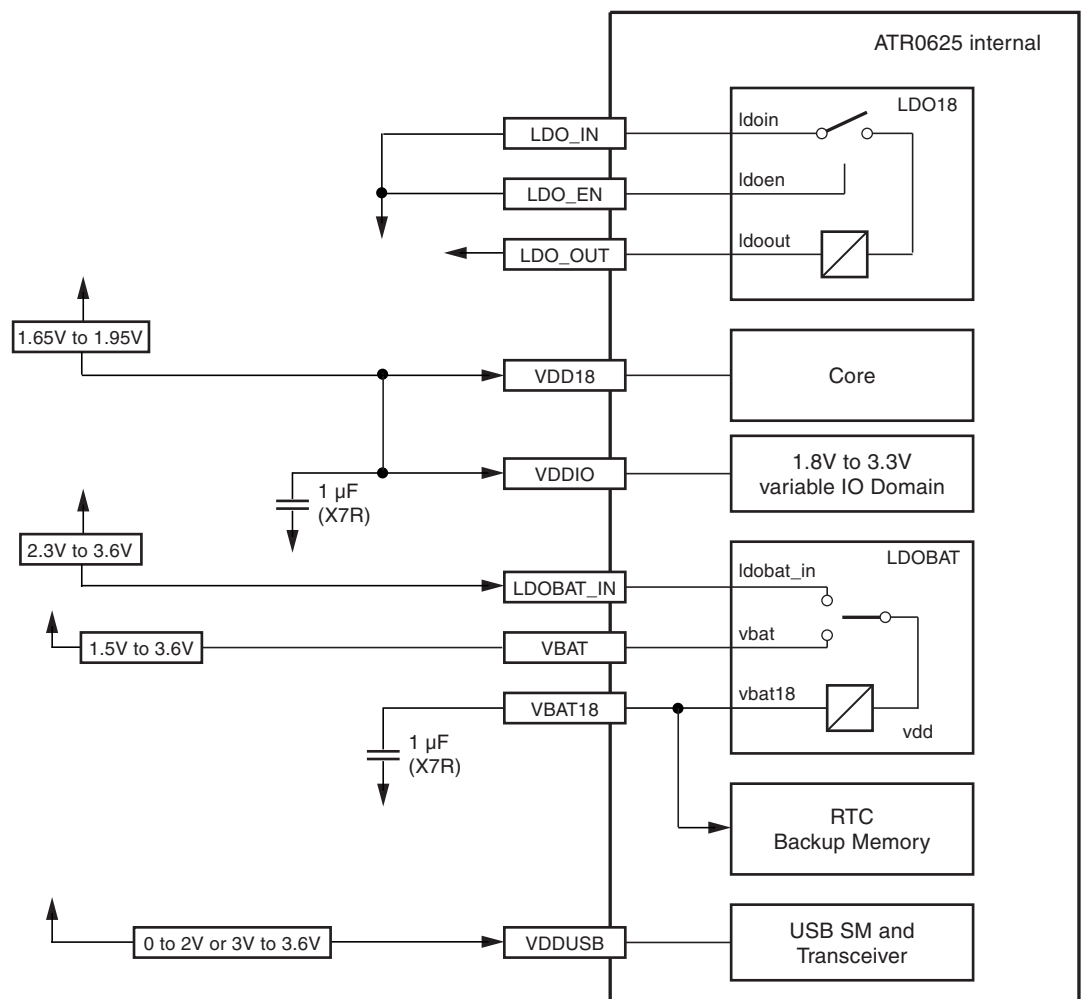 ATR0625 internal
LDO18
LDO_IN
ldoin
LDO_EN
ldoen
LDO_OUT
ldoout
1.65V to 1.95V
VDD18
Core
VDDIO
1.8V to 3.3V
variable IO Domain
1 µF
(X7R)
2.3V to 3.6V
LDOBAT
LDOBAT_IN
ldobat_in
1.5V to 3.6V
VBAT
vbat
VBAT18
vbat18
vdd
1 µF
(X7R)
RTC
Backup Memory
0 to 2V or 3V to 3.6V
VDDUSB
USB SM and
Transceiver